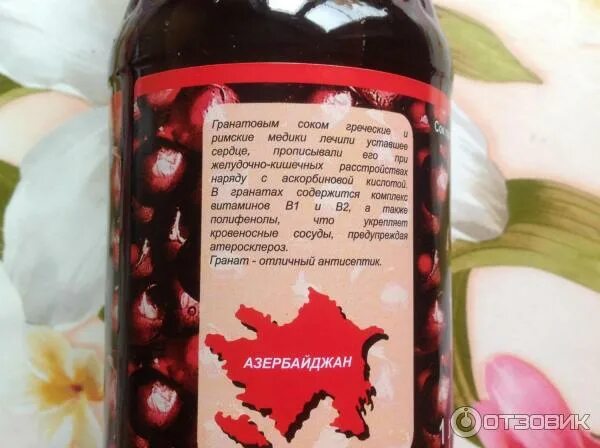 Гранатовым соком греческие и
римские медики лечили уставшее
сердце, прописывали его при
желудочно-кишечных расстройствах
наряду с аскорбиновой кислотой.
В гранатах содержится комплекс
витаминов В1 и В2, а также
полифенолы, что укрепляет
кровеносные сосуды, предупреждая
атеросклероз.
Гранат - отличный антисептик.
АЗЕРБАЙДЖАН
ОТЗОВИК